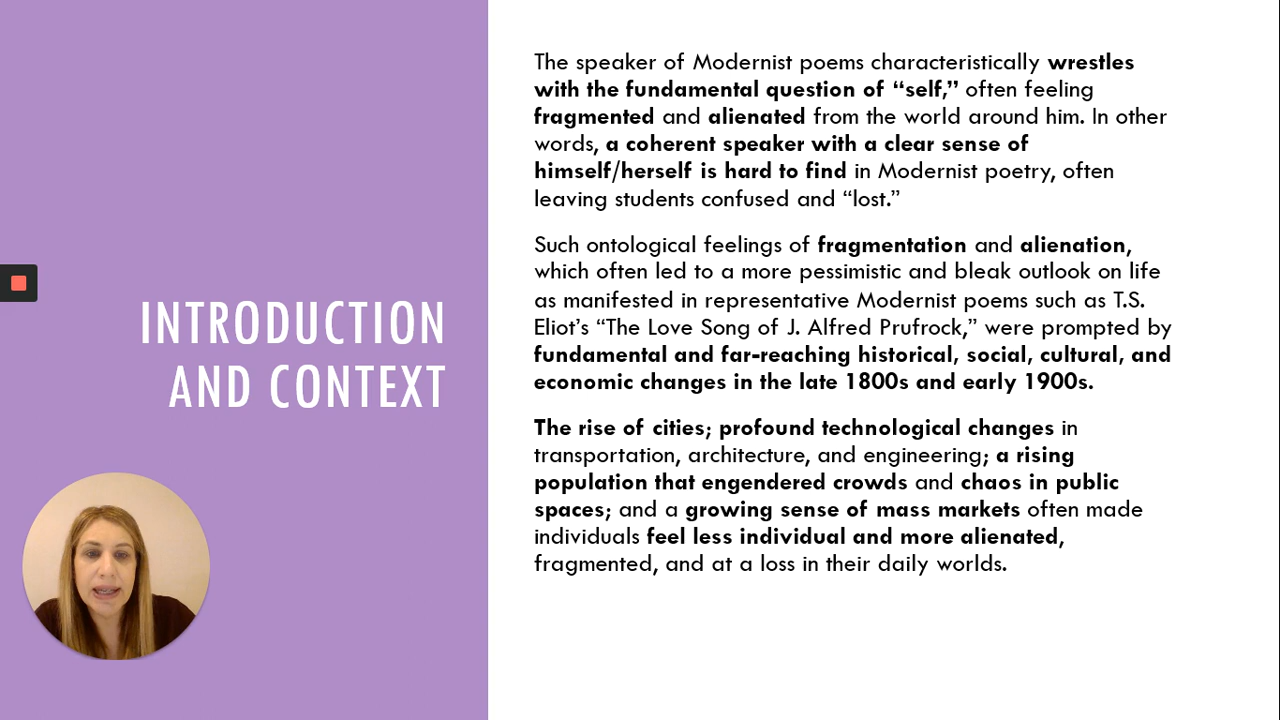 INTRODUCTION
AND CONTEXT
The speaker of Modernist poems characteristically wrestles
with the fundamental question of “self,” often feeling
fragmented and alienated from the world around him. In other
words, a coherent speaker with a clear sense of
himself/herself is hard to find in Modernist poetry, often
leaving students confused and “lost.”
Such ontological feelings of fragmentation and alienation,
which often led to a more pessimistic and bleak outlook on life
as manifested in representative Modernist poems such as T.S.
Eliot’s “The Love Song of J. Alfred Prufrock,” were prompted by
fundamental and far-reaching historical, social, cultural, and
economic changes in the late 1800s and early 1900s.
The rise of cities; profound technological changes in
transportation, architecture, and engineering; a rising
population that engendered crowds and chaos in public
spaces; and a growing sense of mass markets often made
individuals feel less individual and more alienated,
fragmented, and at a loss in their daily worlds.